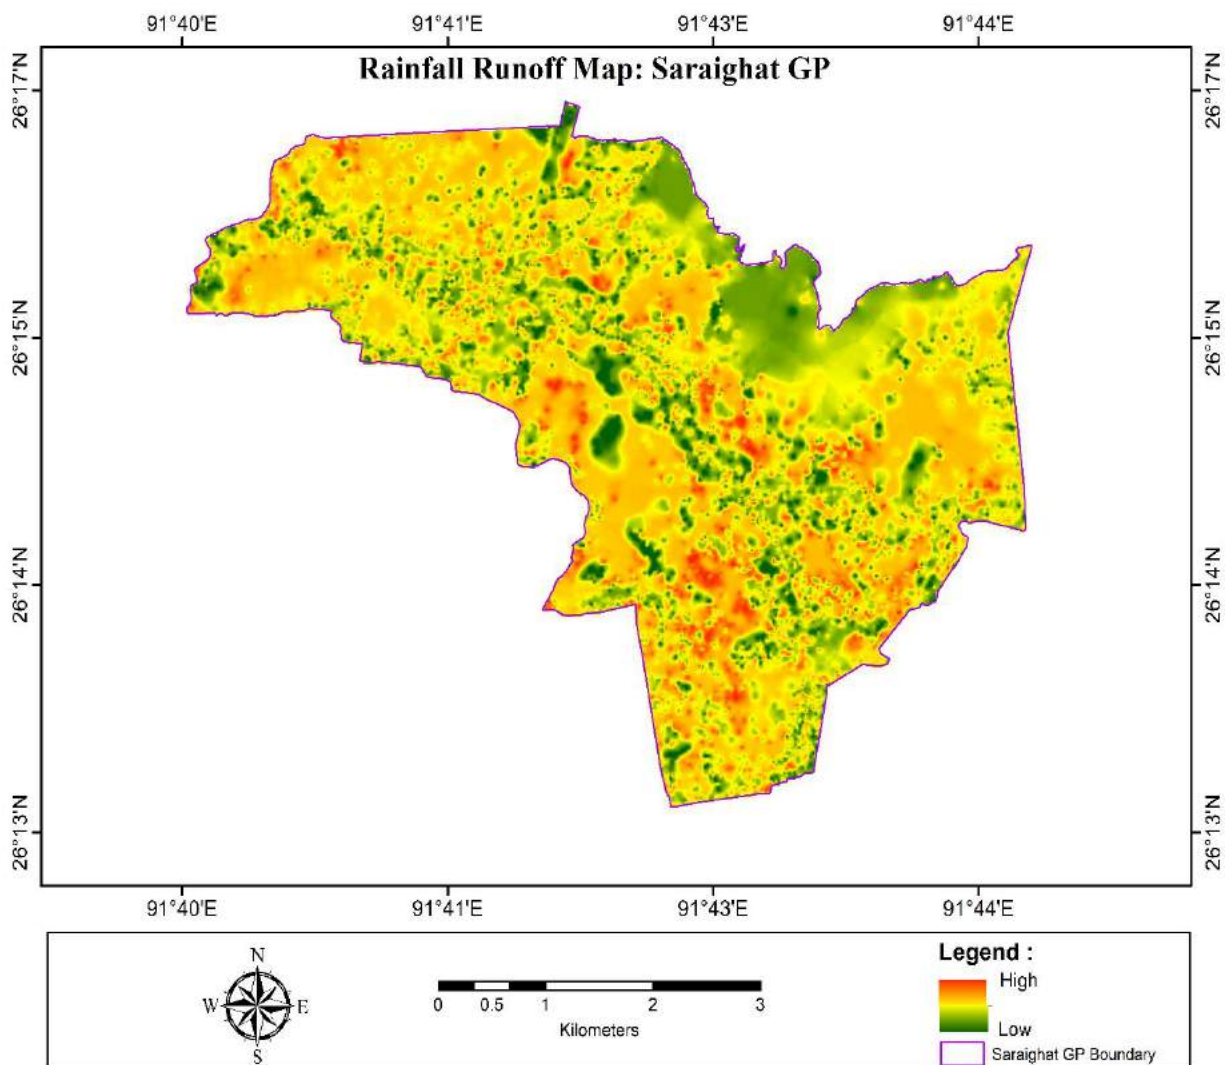 91°40'E 91°41'E 91°43'E 91°44'E
Rainfall Runoff Map: Saraighat GP
26°17'N 26°17'N
26°15'N 26°15'N
26°14'N 26°14'N
26°13'N 26°13'N
91°40'E 91°41'E 91°43'E 91°44'E
N
W E
S
0 0.5 1 2 3
Kilometers
Legend :
High
Low
Saraighat GP Boundary